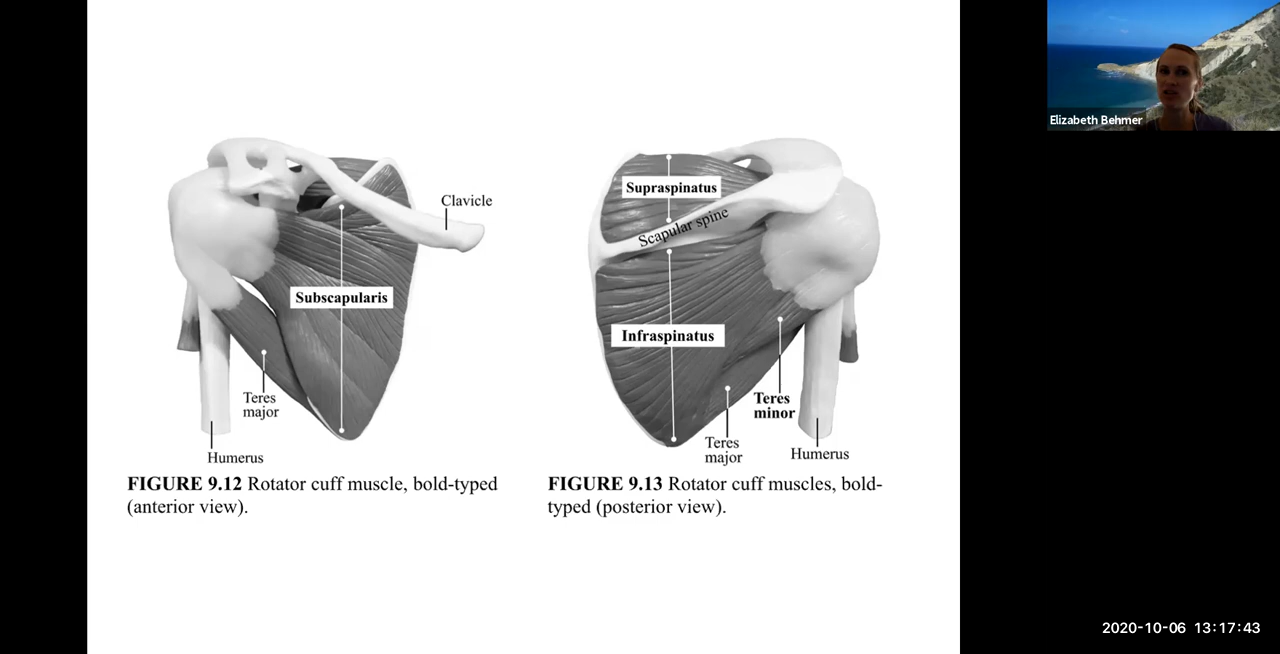 Elizabeth Behmer
Clavicle
Subscapularis
Teres
major
Humerus
FIGURE 9.12 Rotator cuff muscle, bold-typed
(anterior view).
Supraspinatus
Scapular spine
Infraspinatus
Teres
minor
Teres
major
Humerus
FIGURE 9.13 Rotator cuff muscles, bold-
typed (posterior view).
2020-10-06 13:17:43